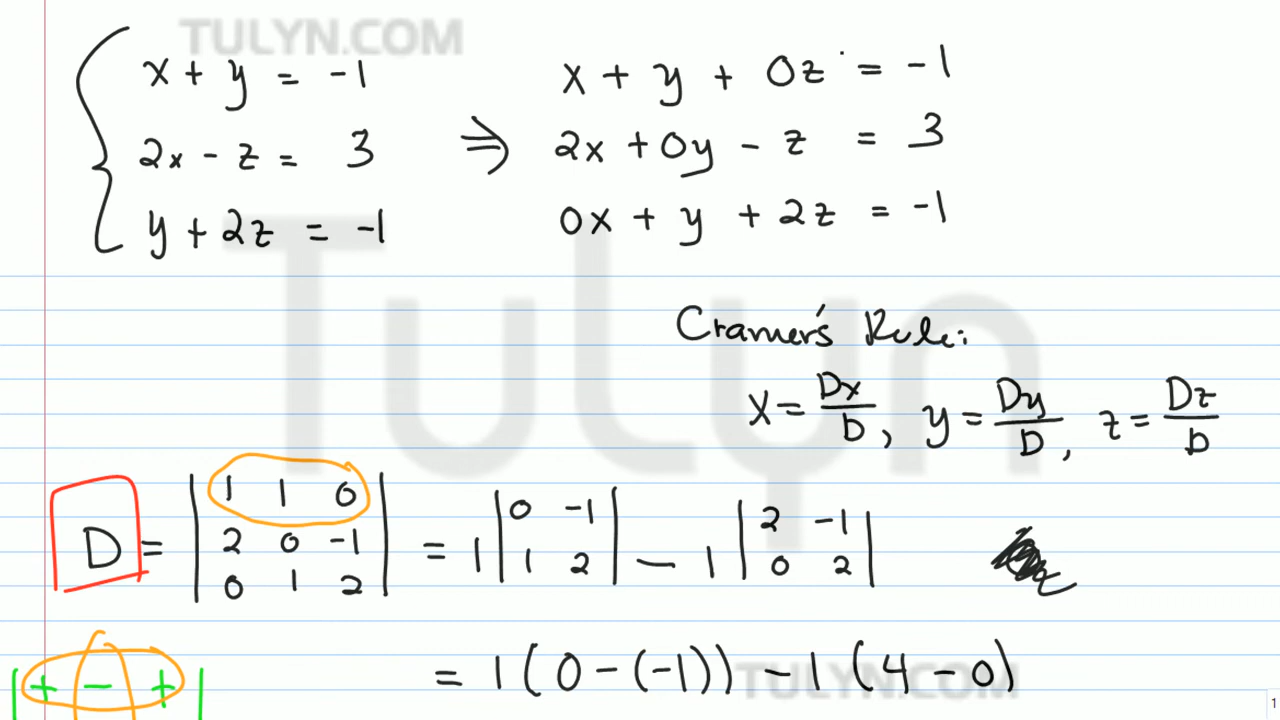 TULYN.COM
x + y = -1
2x - z = 3
y + 2z = -1
⇒
x + y + 0z = -1
2x + 0y - z = 3
0x + y + 2z = -1
Tulyn
Cramer's Rule:
x = Dx/D, y = Dy/D, z = Dz/D
D = | 1 1 0 | = 1 | 0 -1 | - 1 | 2 -1 |
| 2 0 -1 | | 1 2 | | 0 2 |
| 0 1 2 |
= 1 ( 0 - (-1)) - 1 ( 4 - 0)
TULYN.COM
| + - + |
1